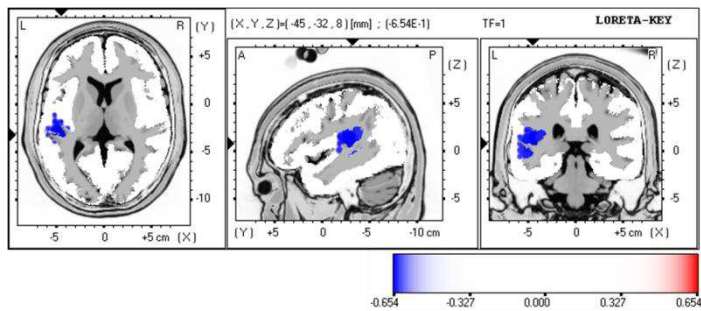 (X,Y,Z)=(-45,-32,8)[mm] ; (-6.54E-1) TF=1 LORETA-KEY
L R (Y)
+5
0
-5
-10
-5 0 +5 cm (X)
A P (Z)
+5
0
-5
(Y) +5 0 -5 -10 cm
L R (Z)
+5
0
-5
-5 0 +5 cm (X)
-0.654 -0.327 0.000 0.327 0.654